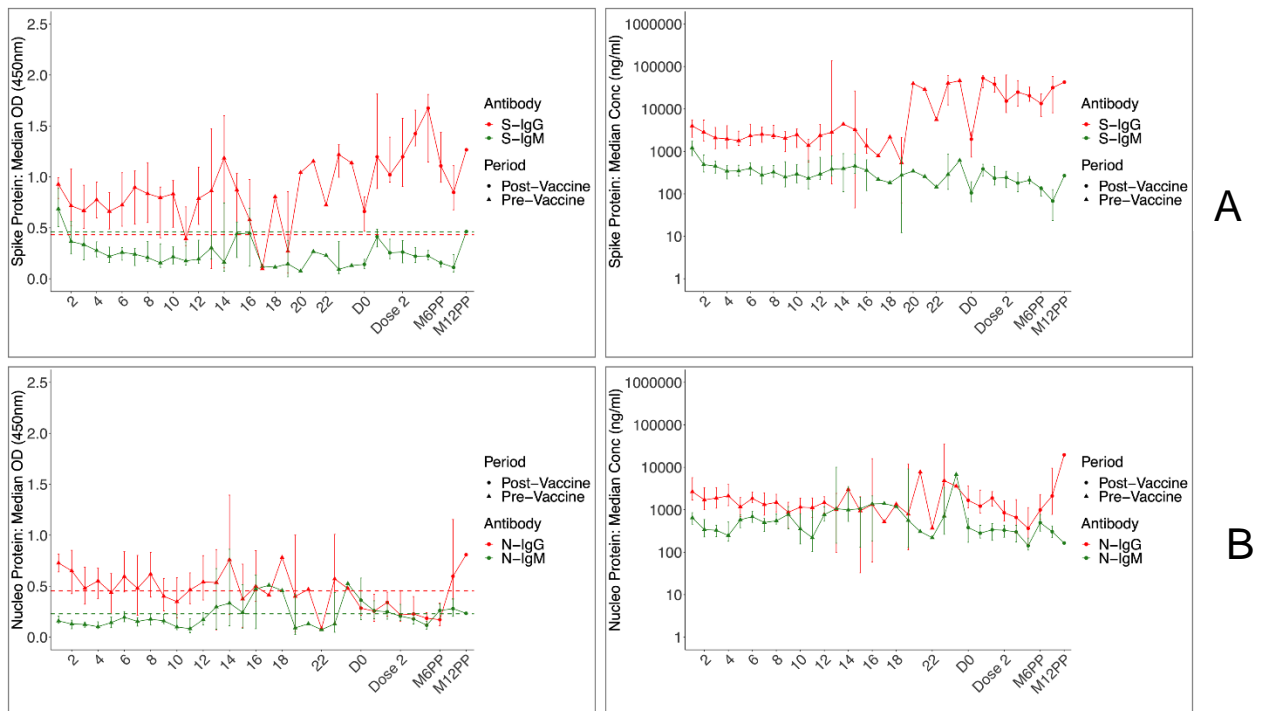 Spike Protein: Median OD (450nm)
2.5
2.0
1.5
1.0
0.5
0.0
2 4 6 8 10 12 14 16 18 20 22 D0 Dose 2 M6PP M12PP
Antibody
S−IgG
S−IgM
Period
Post−Vaccine
Pre−Vaccine
Spike Protein: Median Conc (ng/ml)
1000000
100000
10000
1000
100
10
1
2 4 6 8 10 12 14 16 18 20 22 D0 Dose 2 M6PP M12PP
Antibody
S−IgG
S−IgM
Period
Post−Vaccine
Pre−Vaccine
A
Nucleo Protein: Median OD (450nm)
2.5
2.0
1.5
1.0
0.5
0.0
2 4 6 8 10 12 14 16 18 22 D0 Dose 2 M6PP M12PP
Period
Post−Vaccine
Pre−Vaccine
Antibody
N−IgG
N−IgM
Nucleo Protein: Median Conc (ng/ml)
1000000
100000
10000
1000
100
10
1
2 4 6 8 10 12 14 16 18 22 D0 Dose 2 M6PP M12PP
Period
Post−Vaccine
Pre−Vaccine
Antibody
N−IgG
N−IgM
B